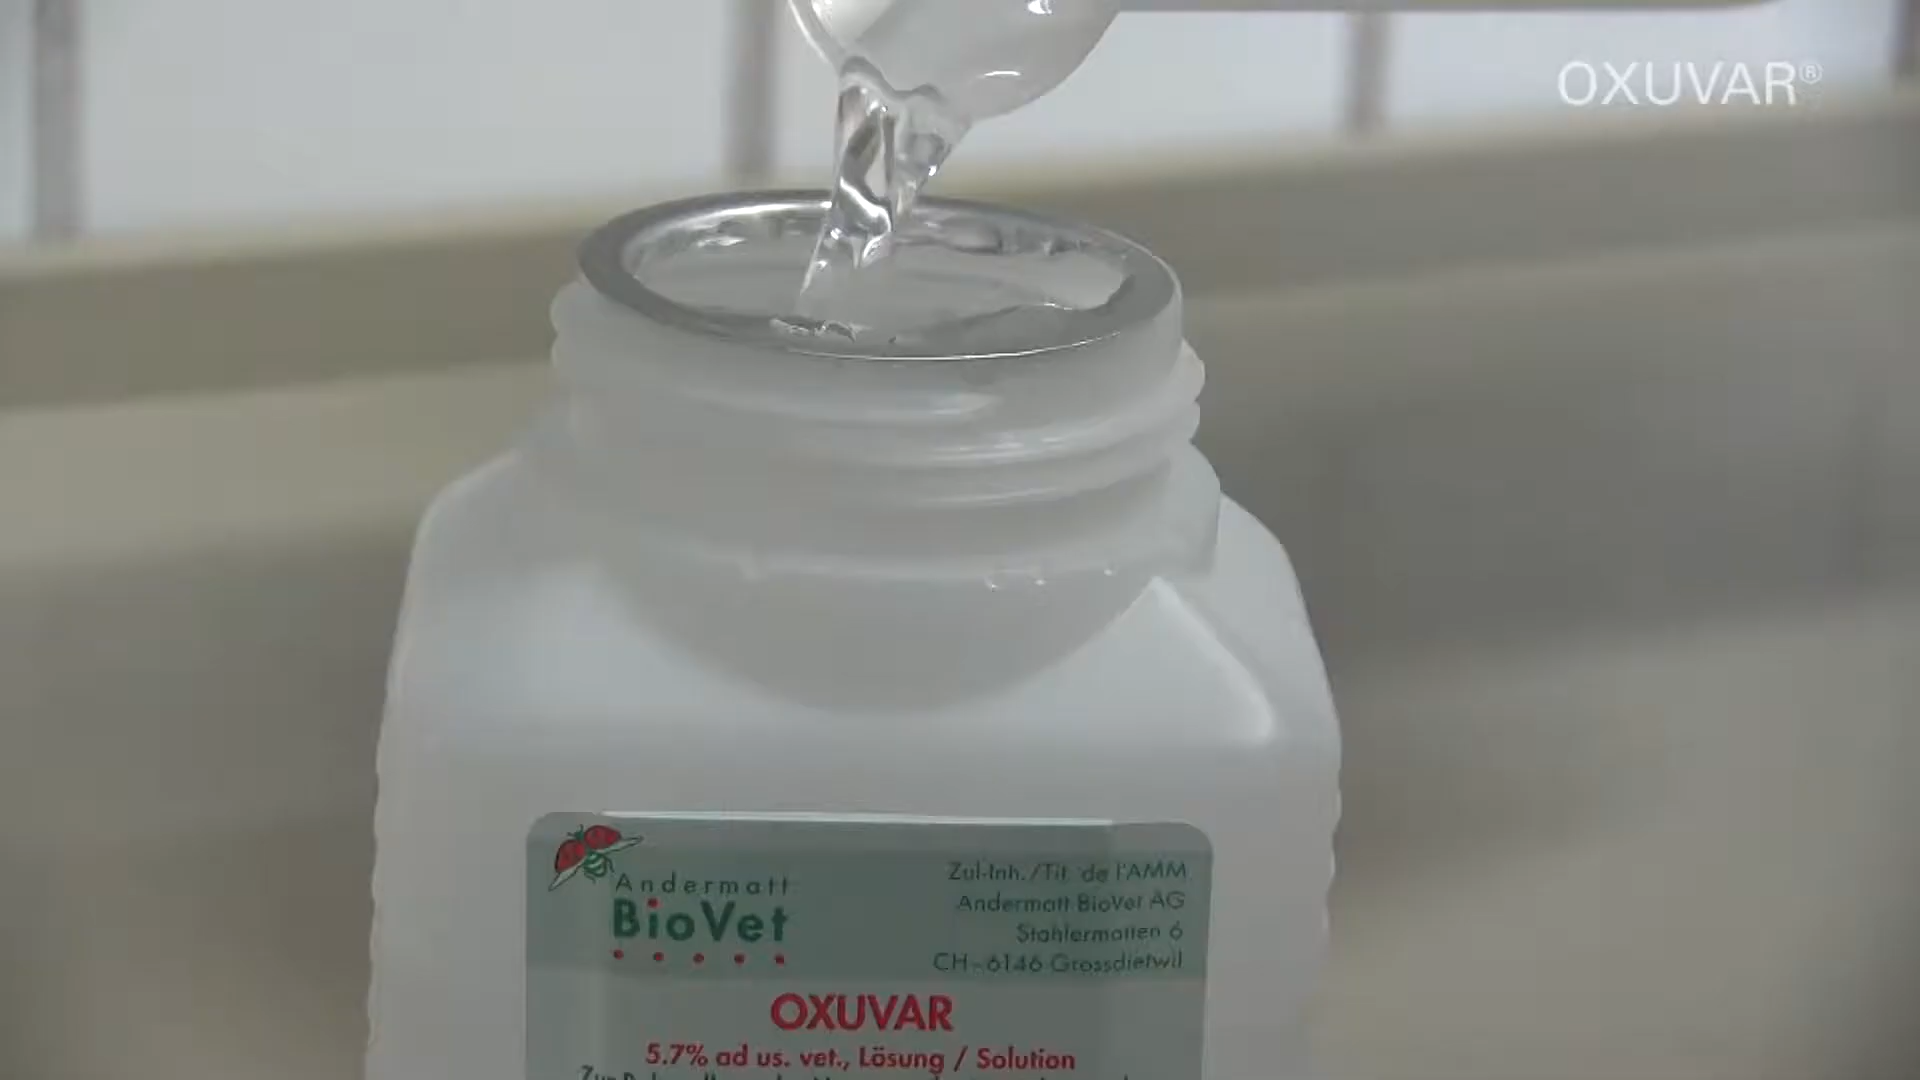 OXUVAR®
Andermatt
BioVet
Zul-Inh./Tit. de l'AMM
Andermatt BioVet AG
Stahlermatten 6
CH-6146 Grossdietwil
OXUVAR
5.7% ad us. vet., Lösung / Solution